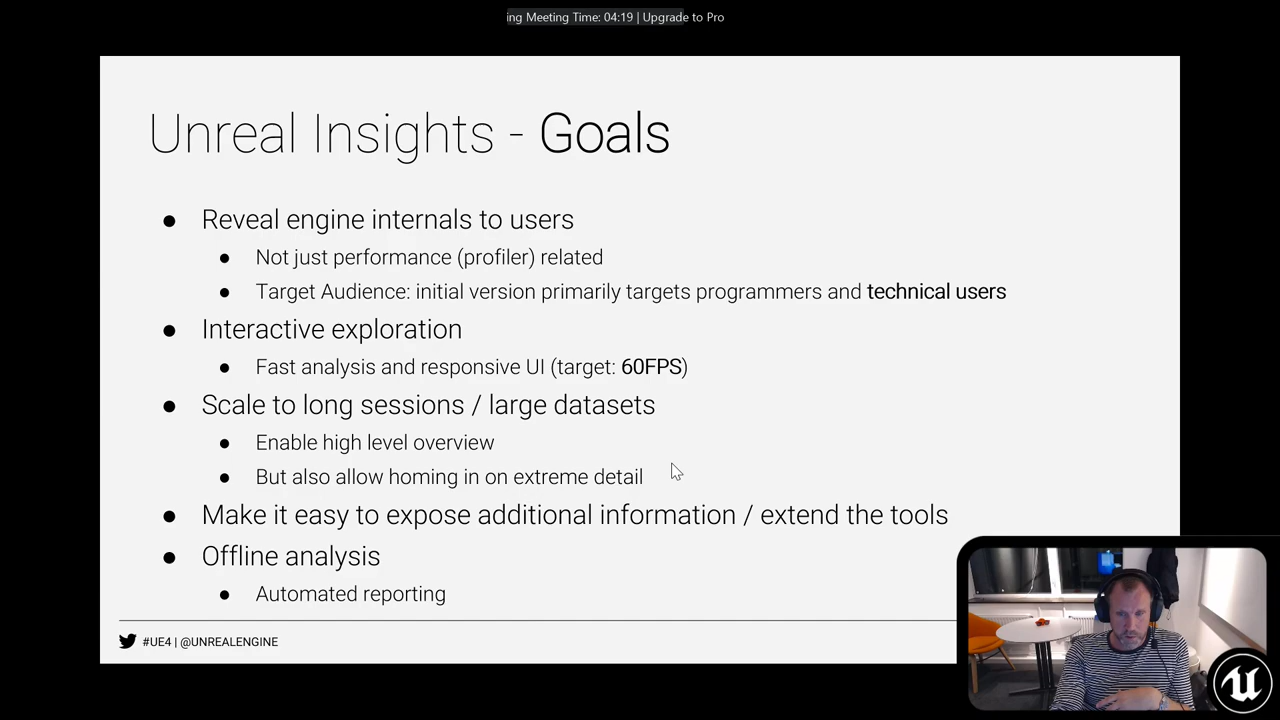 ing Meeting Time: 04:19 | Upgrade to Pro
Unreal Insights - Goals
● Reveal engine internals to users
● Not just performance (profiler) related
● Target Audience: initial version primarily targets programmers and technical users
● Interactive exploration
● Fast analysis and responsive UI (target: 60FPS)
● Scale to long sessions / large datasets
● Enable high level overview
● But also allow homing in on extreme detail
● Make it easy to expose additional information / extend the tools
● Offline analysis
● Automated reporting
#UE4 | @UNREALENGINE